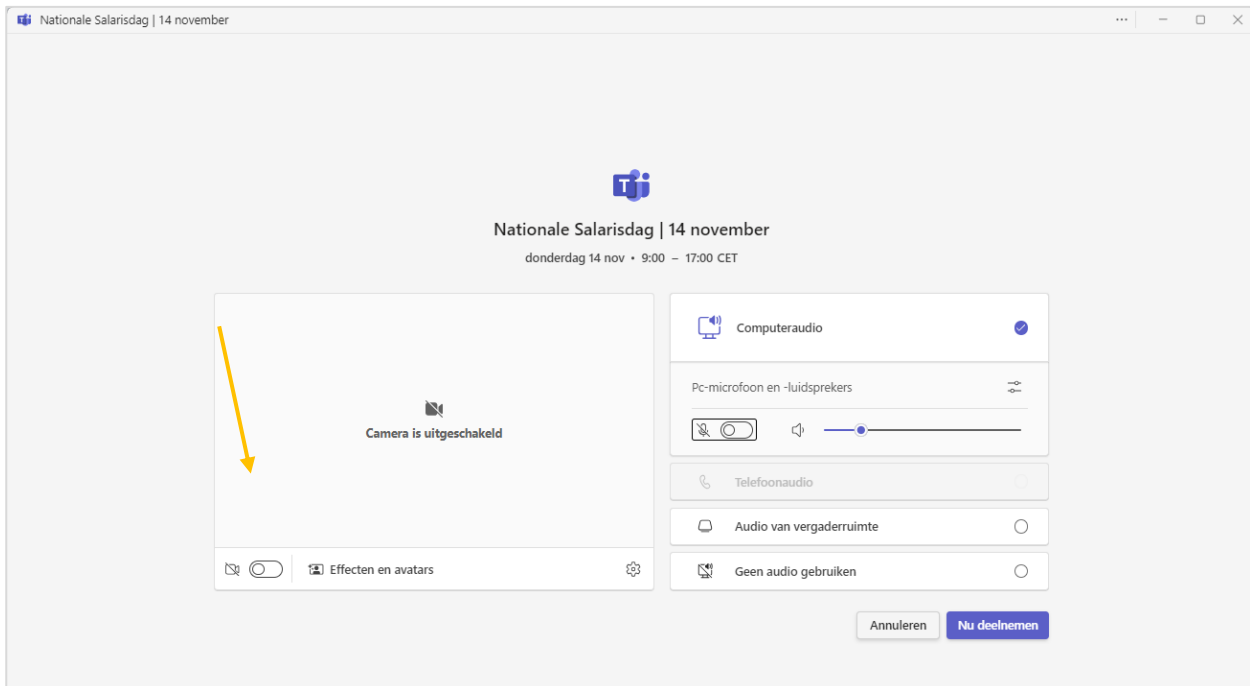 Nationale Salarisdag | 14 november
Nationale Salarisdag | 14 november
donderdag 14 nov • 9:00 – 17:00 CET
Camera is uitgeschakeld
Effecten en avatars
Computeraudio
Pc-microfoon en -luidsprekers
Telefoonaudio
Audio van vergaderruimte
Geen audio gebruiken
Annuleren
Nu deelnemen